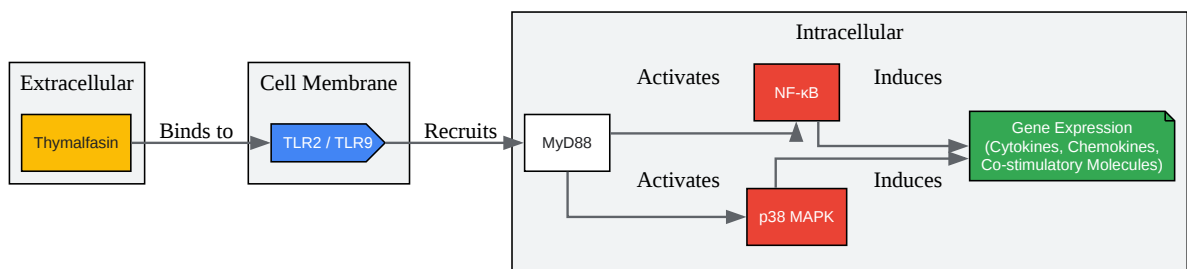 Intracellular
Extracellular
Cell Membrane
Activates
Induces
NF-κB
Thymalfasin
Binds to
TLR2 / TLR9
Recruits
MyD88
Gene Expression
(Cytokines, Chemokines,
Co-stimulatory Molecules)
Activates
Induces
p38 MAPK